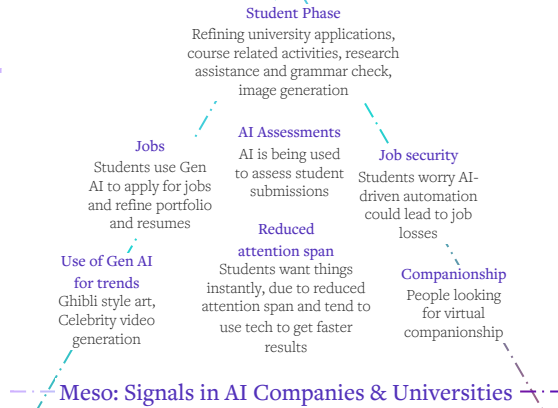 Student Phase
Refining university applications,
course related activities, research
assistance and grammar check,
image generation
AI Assessments
AI is being used
to assess student
submissions
Jobs
Students use Gen
AI to apply for jobs
and refine portfolio
and resumes
Job security
Students worry AI-
driven automation
could lead to job
losses
Reduced
attention span
Students want things
instantly, due to reduced
attention span and tend to
use tech to get faster
results
Use of Gen AI
for trends
Ghibli style art,
Celebrity video
generation
Companionship
People looking
for virtual
companionship
Meso: Signals in AI Companies & Universities